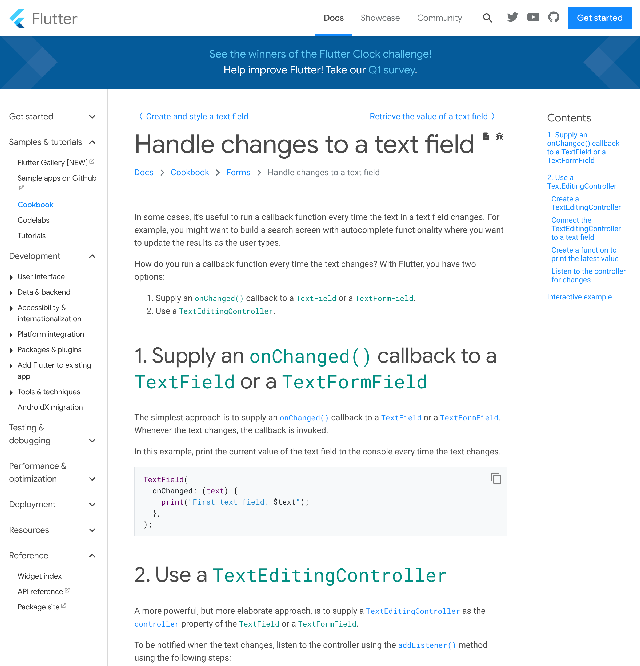 Flutter
Docs Showcase Community Get started
See the winners of the Flutter Clock challenge!
Help improve Flutter! Take our Q1 survey.
Get started
Samples & tutorials
Flutter Gallery [NEW]
Sample apps on Github
Cookbook
Codelabs
Tutorials
Development
User interface
Data & backend
Accessibility &
internationalization
Platform integration
Packages & plugins
Add Flutter to existing
app
Tools & techniques
AndroidX migration
Testing &
debugging
Performance &
optimization
Deployment
Resources
Reference
Widget index
API reference
Package site
Create and style a text field
Retrieve the value of a text field
Handle changes to a text field
Docs Cookbook Forms Handle changes to a text field
In some cases, it's useful to run a callback function every time the text in a text field changes. For
example, you might want to build a search screen with autocomplete functionality where you want
to update the results as the user types.
How do you run a callback function every time the text changes? With Flutter, you have two
options:
1. Supply an onChanged() callback to a TextField or a TextFormField.
2. Use a TextEditingController.
1. Supply an onChanged() callback to a
TextField or a TextFormField
The simplest approach is to supply an onChanged() callback to a TextField or a TextFormField.
Whenever the text changes, the callback is invoked.
In this example, print the current value of the text field to the console every time the text changes.
TextField(
onChanged: (text) {
print("First text field: $text");
},
);
2. Use a TextEditingController
A more powerful, but more elaborate approach, is to supply a TextEditingController as the
controller property of the TextField or a TextFormField.
To be notified when the text changes, listen to the controller using the addListener() method
using the following steps:
Contents
1. Supply an
onChanged() callback
to a TextField or a
TextFormField
2. Use a
TextEditingController
Create a
TextEditingController
Connect the
TextEditingController
to a text field
Create a function to
print the latest value
Listen to the controller
for changes
Interactive example